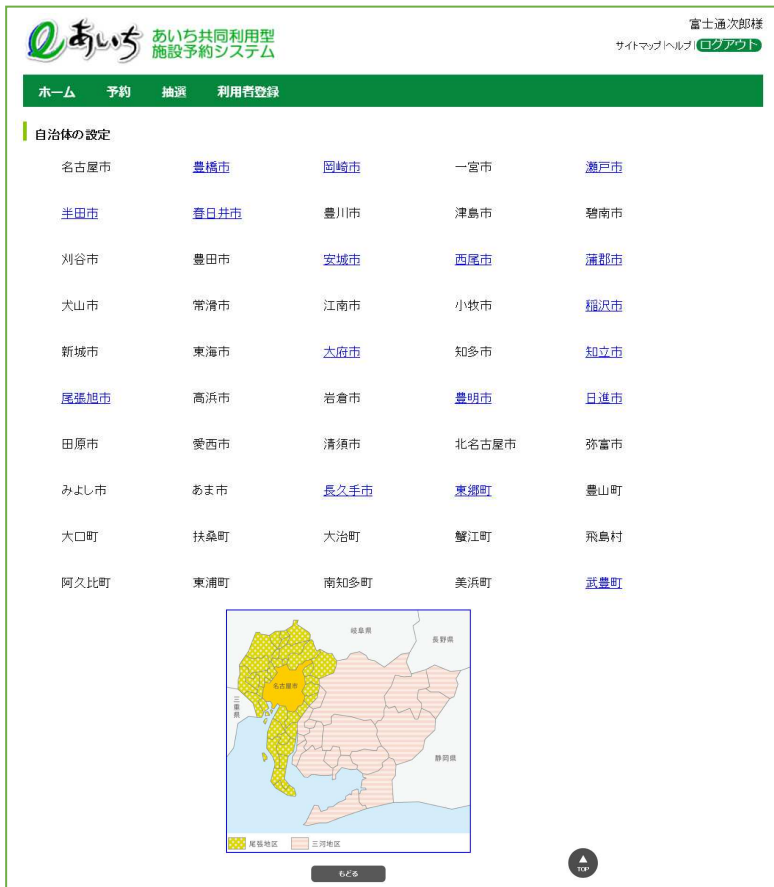 富士通次郎様
あいち
あいち共同利用型
施設予約システム
サイトマップ|ヘルプ|ログアウト
ホーム 予約 抽選 利用者登録
自治体の設定
名古屋市 豊橋市 岡崎市 一宮市 瀬戸市
半田市 春日井市 豊川市 津島市 碧南市
刈谷市 豊田市 安城市 西尾市 蒲郡市
犬山市 常滑市 江南市 小牧市 稲沢市
新城市 東海市 大府市 知多市 知立市
尾張旭市 高浜市 岩倉市 豊明市 日進市
田原市 愛西市 清須市 北名古屋市 弥富市
みよし市 あま市 長久手市 東郷町 豊山町
大口町 扶桑町 大治町 蟹江町 飛島村
阿久比町 東浦町 南知多町 美浜町 武豊町
岐阜県
長野県
名古屋市
三重県
静岡県
尾張地区 三河地区
もどる
TOP